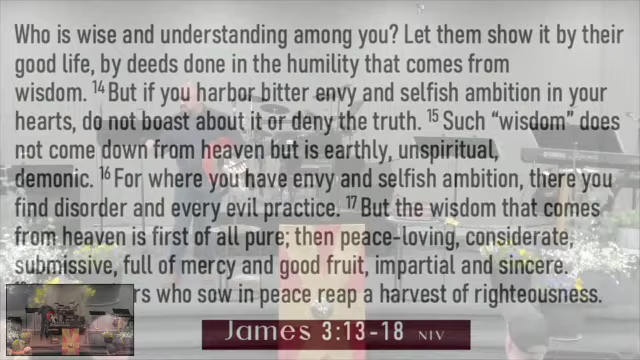 Who is wise and understanding among you? Let them show it by their
good life, by deeds done in the humility that comes from
wisdom. 14 But if you harbor bitter envy and selfish ambition in your
hearts, do not boast about it or deny the truth. 15 Such “wisdom” does
not come down from heaven but is earthly, unspiritual,
demonic. 16 For where you have envy and selfish ambition, there you
find disorder and every evil practice. 17 But the wisdom that comes
from heaven is first of all pure; then peace-loving, considerate,
submissive, full of mercy and good fruit, impartial and sincere.
who sow in peace reap a harvest of righteousness.
James 3:13-18 NIV